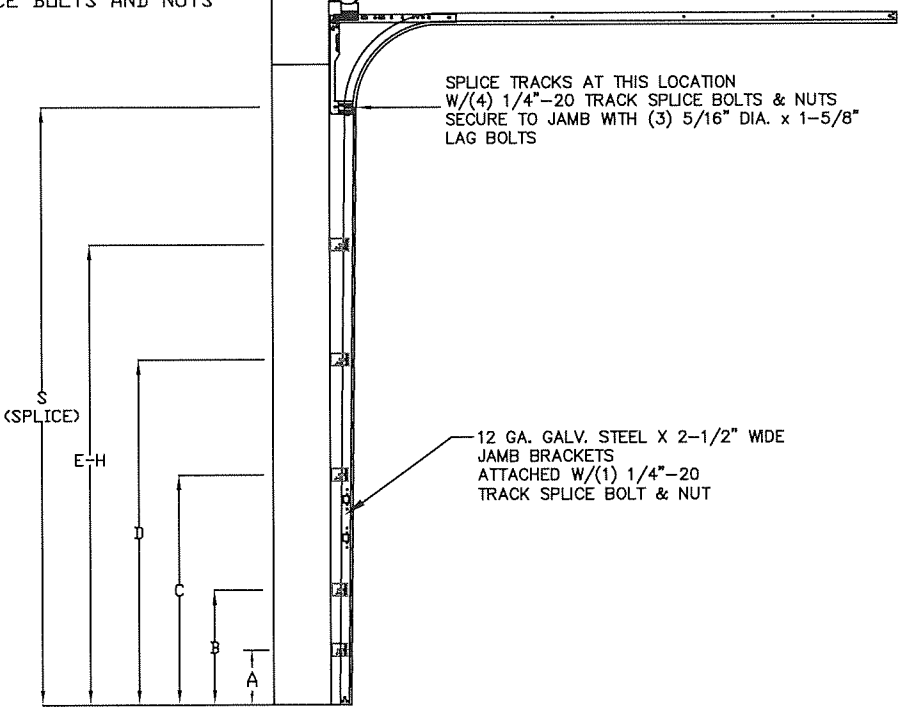 CE BOLTS AND NUTS
SPLICE TRACKS AT THIS LOCATION
W/(4) 1/4"-20 TRACK SPLICE BOLTS & NUTS
SECURE TO JAMB WITH (3) 5/16" DIA. x 1-5/8"
LAG BOLTS
S
(SPLICE)
E-H
D
C
B
A
12 GA. GALV. STEEL X 2-1/2" WIDE
JAMB BRACKETS
ATTACHED W/(1) 1/4"-20
TRACK SPLICE BOLT & NUT